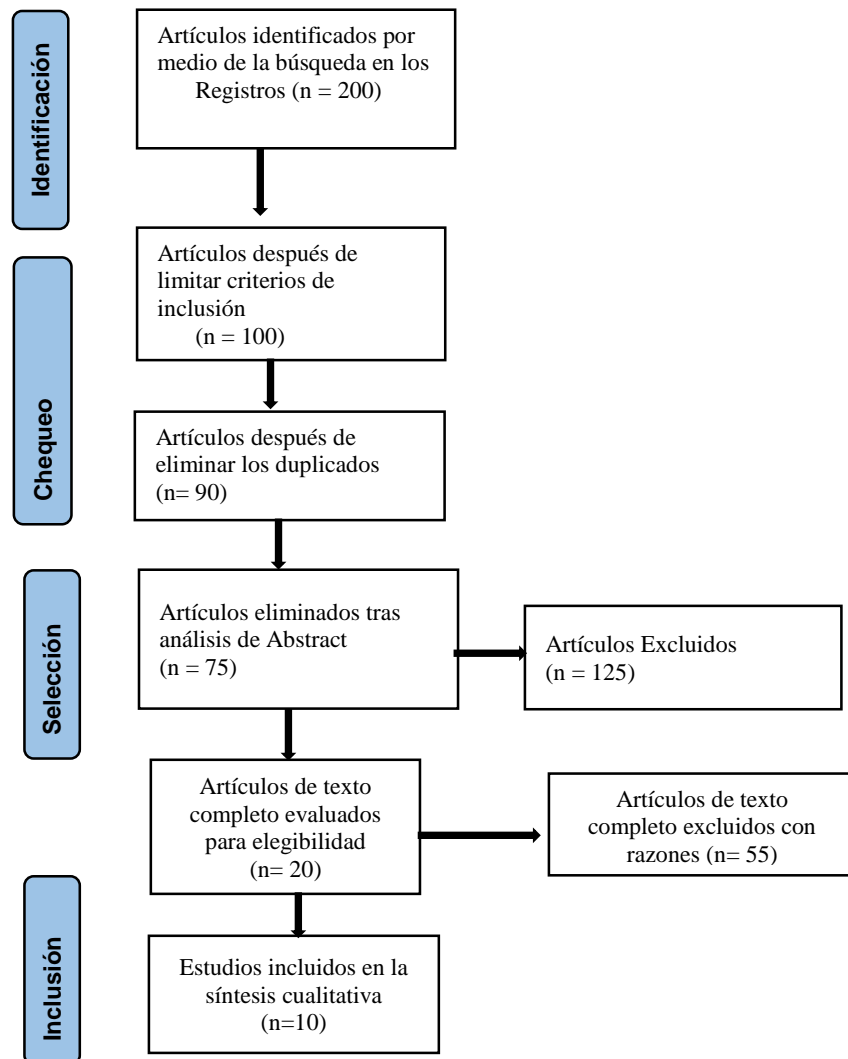 Identificación
Artículos identificados por
medio de la búsqueda en los
Registros (n = 200)
Chequeo
Artículos después de
limitar criterios de
inclusión
(n = 100)
Artículos después de
eliminar los duplicados
(n= 90)
Selección
Artículos eliminados tras
análisis de Abstract
(n = 75)
Artículos Excluidos
(n = 125)
Artículos de texto
completo evaluados
para elegibilidad
(n= 20)
Artículos de texto
completo excluidos con
razones (n= 55)
Inclusión
Estudios incluidos en la
síntesis cualitativa
(n=10)